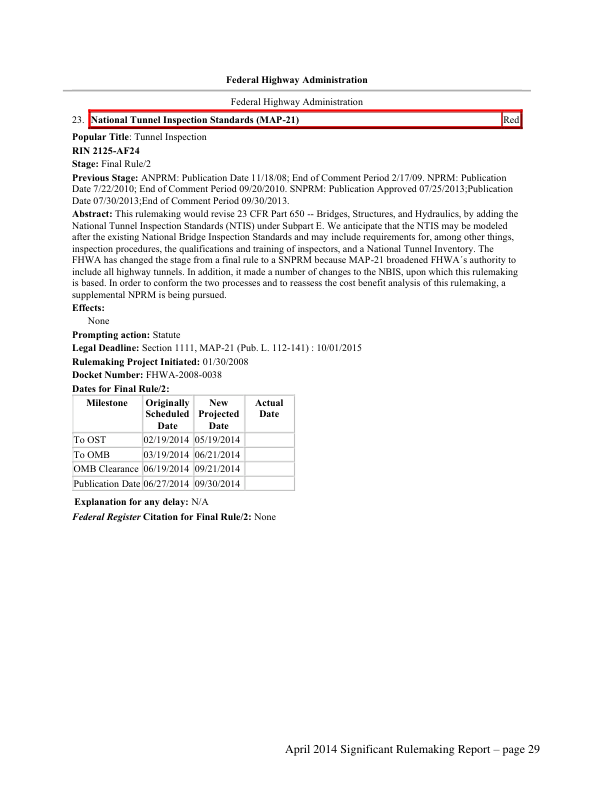 Federal Highway Administration
Federal Highway Administration
23. National Tunnel Inspection Standards (MAP-21) Red
Popular Title: Tunnel Inspection
RIN 2125-AF24
Stage: Final Rule/2
Previous Stage: ANPRM: Publication Date 11/18/08; End of Comment Period 2/17/09. NPRM: Publication
Date 7/22/2010; End of Comment Period 09/20/2010. SNPRM: Publication Approved 07/25/2013;Publication
Date 07/30/2013;End of Comment Period 09/30/2013.
Abstract: This rulemaking would revise 23 CFR Part 650 -- Bridges, Structures, and Hydraulics, by adding the
National Tunnel Inspection Standards (NTIS) under Subpart E. We anticipate that the NTIS may be modeled
after the existing National Bridge Inspection Standards and may include requirements for, among other things,
inspection procedures, the qualifications and training of inspectors, and a National Tunnel Inventory. The
FHWA has changed the stage from a final rule to a SNPRM because MAP-21 broadened FHWA`s authority to
include all highway tunnels. In addition, it made a number of changes to the NBIS, upon which this rulemaking
is based. In order to conform the two processes and to reassess the cost benefit analysis of this rulemaking, a
supplemental NPRM is being pursued.
Effects:
None
Prompting action: Statute
Legal Deadline: Section 1111, MAP-21 (Pub. L. 112-141) : 10/01/2015
Rulemaking Project Initiated: 01/30/2008
Docket Number: FHWA-2008-0038
Dates for Final Rule/2:
Milestone Originally New Actual
Scheduled Projected Date
Date Date
To OST 02/19/2014 05/19/2014
To OMB 03/19/2014 06/21/2014
OMB Clearance 06/19/2014 09/21/2014
Publication Date 06/27/2014 09/30/2014
Explanation for any delay: N/A
Federal Register Citation for Final Rule/2: None
April 2014 Significant Rulemaking Report – page 29